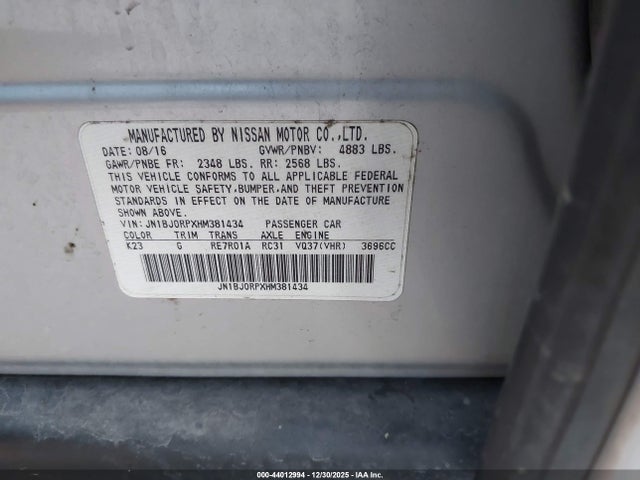 MANUFACTURED BY NISSAN MOTOR CO.,LTD.
DATE: 08/16 GVWR/PNBV: 4883 LBS.
GAWR/PNBE FR: 2348 LBS. RR: 2568 LBS.
THIS VEHICLE CONFORMS TO ALL APPLICABLE FEDERAL
MOTOR VEHICLE SAFETY,BUMPER,AND THEFT PREVENTION
STANDARDS IN EFFECT ON THE DATE OF MANUFACTURE
SHOWN ABOVE.
VIN: JN1BJ0RPXHM381434 PASSENGER CAR
COLOR TRIM TRANS AXLE ENGINE
K23 G RE7R01A RC31 VQ37(VHR) 3696CC
JN1BJ0RPXHM381434
000-44012994 | 12/30/2025 - IAA Inc.